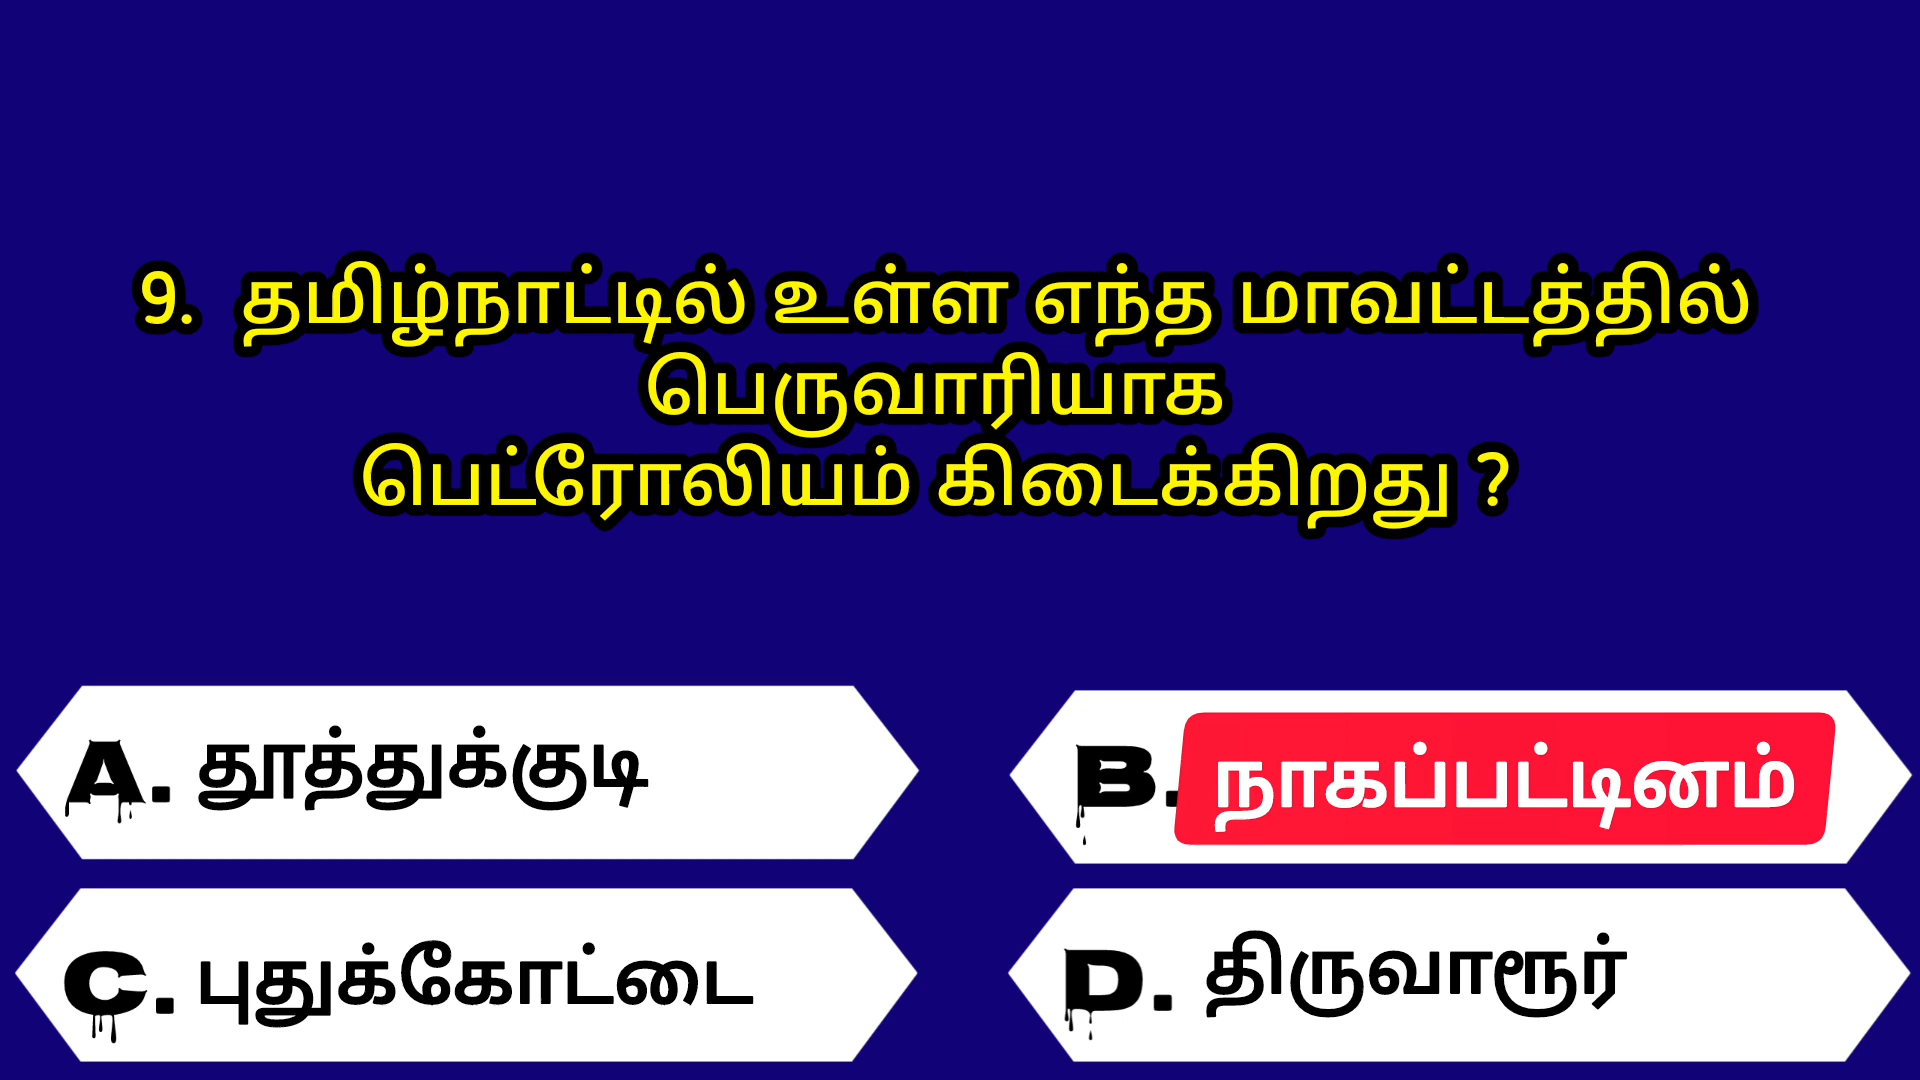 9. தமிழ்நாட்டில் உள்ள எந்த மாவட்டத்தில்
பெருவாரியாக
பெட்ரோலியம் கிடைக்கிறது ?
A. தூத்துக்குடி
B. நாகப்பட்டினம்
C. புதுக்கோட்டை
D. திருவாரூர்